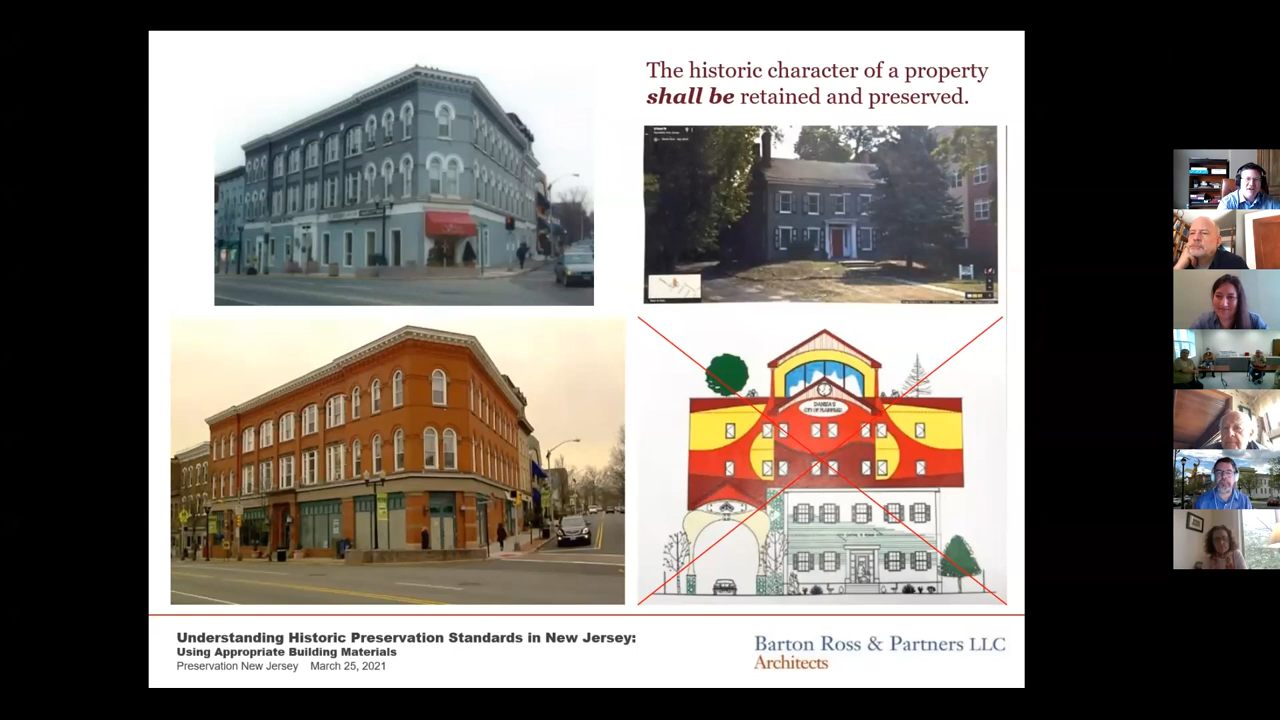 The historic character of a property
shall be retained and preserved.
Understanding Historic Preservation Standards in New Jersey:
Using Appropriate Building Materials
Preservation New Jersey March 25, 2021
Barton Ross & Partners LLC
Architects